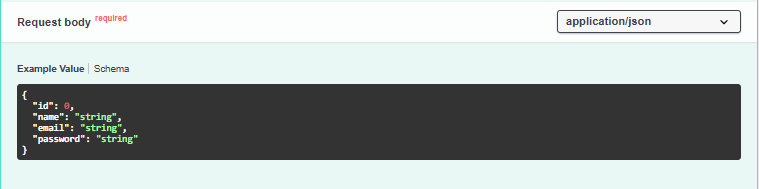 Request body required
application/json
Example Value | Schema
{
  "id": 0,
  "name": "string",
  "email": "string",
  "password": "string"
}